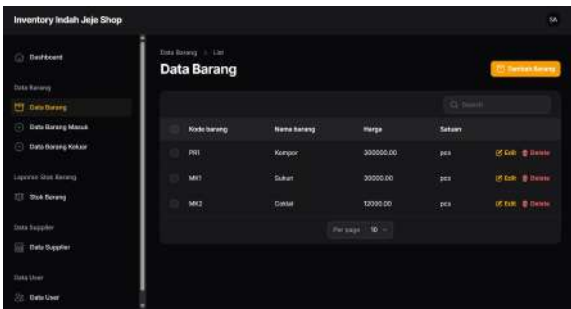 Inventory Indah Jeje Shop
SA
Dashboard
Data Barang
Data Barang
Data Barang Masuk
Data Barang Keluar
Laporan Stok Barang
Stok Barang
Data Supplier
Data Supplier
Data User
Data User
Data Barang > List
Data Barang
Tambah Barang
Search
Kode barang Nama barang Harga Satuan
PR1 Kompor 300000.00 pcs Edit Delete
MK1 Sukun 30000.00 pcs Edit Delete
MK2 12000.00 pcs Edit Delete
Per page 10